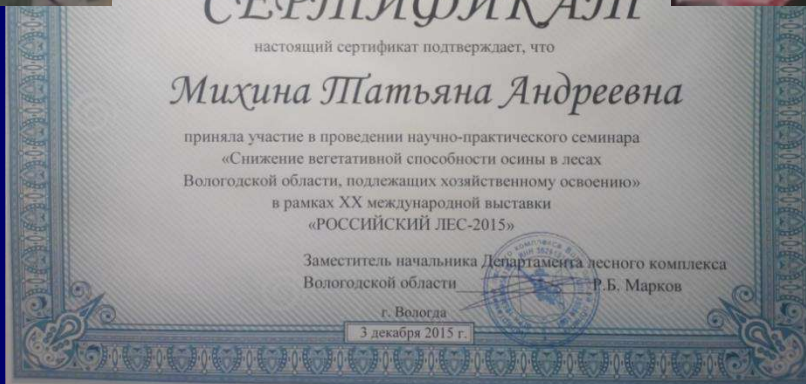 СЕРТИФИКАТ
настоящий сертификат подтверждает, что
Михина Татьяна Андреевна
приняла участие в проведении научно-практического семинара
«Снижение вегетативной способности осины в лесах
Вологодской области, подлежащих хозяйственному освоению»
в рамках XX международной выставки
«РОССИЙСКИЙ ЛЕС-2015»
Заместитель начальника Департамента лесного комплекса
Вологодской области Р.Б. Марков
г. Вологда
3 декабря 2015 г.